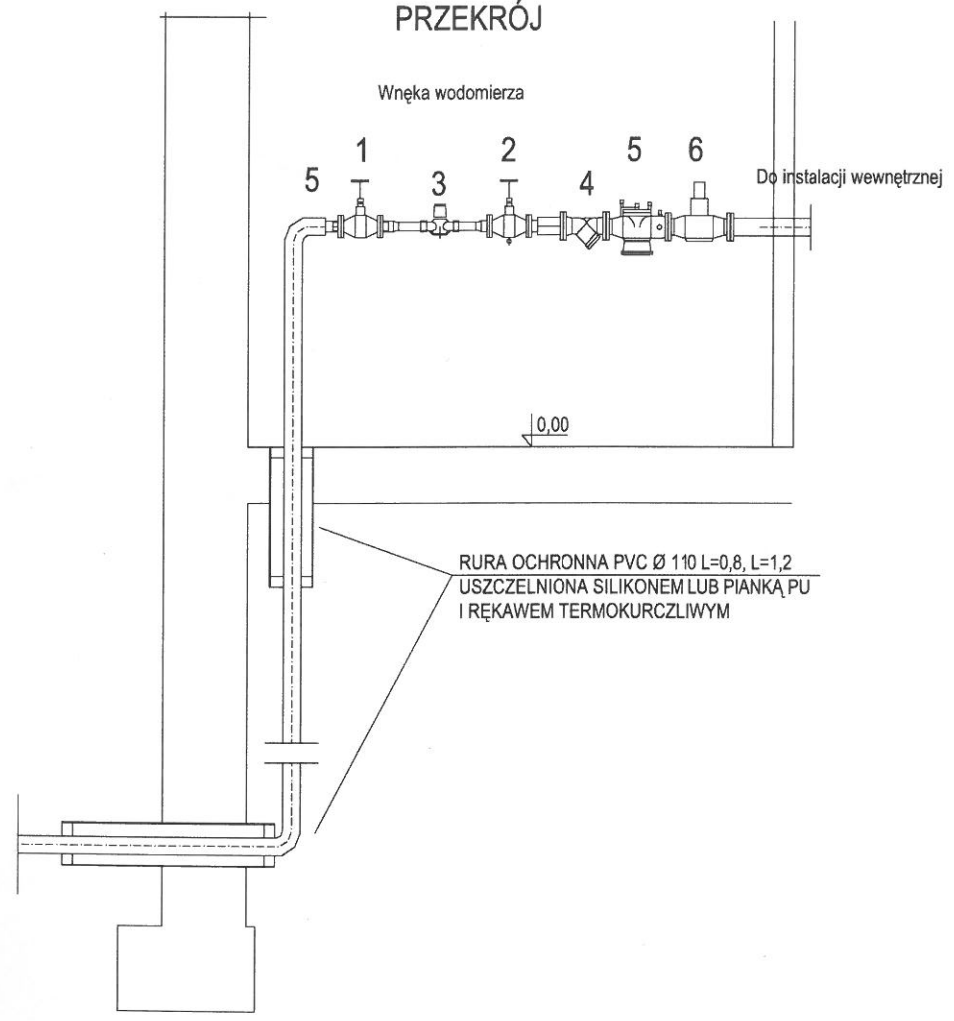 PRZEKRÓJ
Wnęka wodomierza
5 1 3 2 4 5 6
Do instalacji wewnętrznej
0,00
RURA OCHRONNA PVC Ø 110 L=0,8, L=1,2
USZCZELNIONA SILIKONEM LUB PIANKĄ PU
I RĘKAWEM TERMOKURCZLIWYM